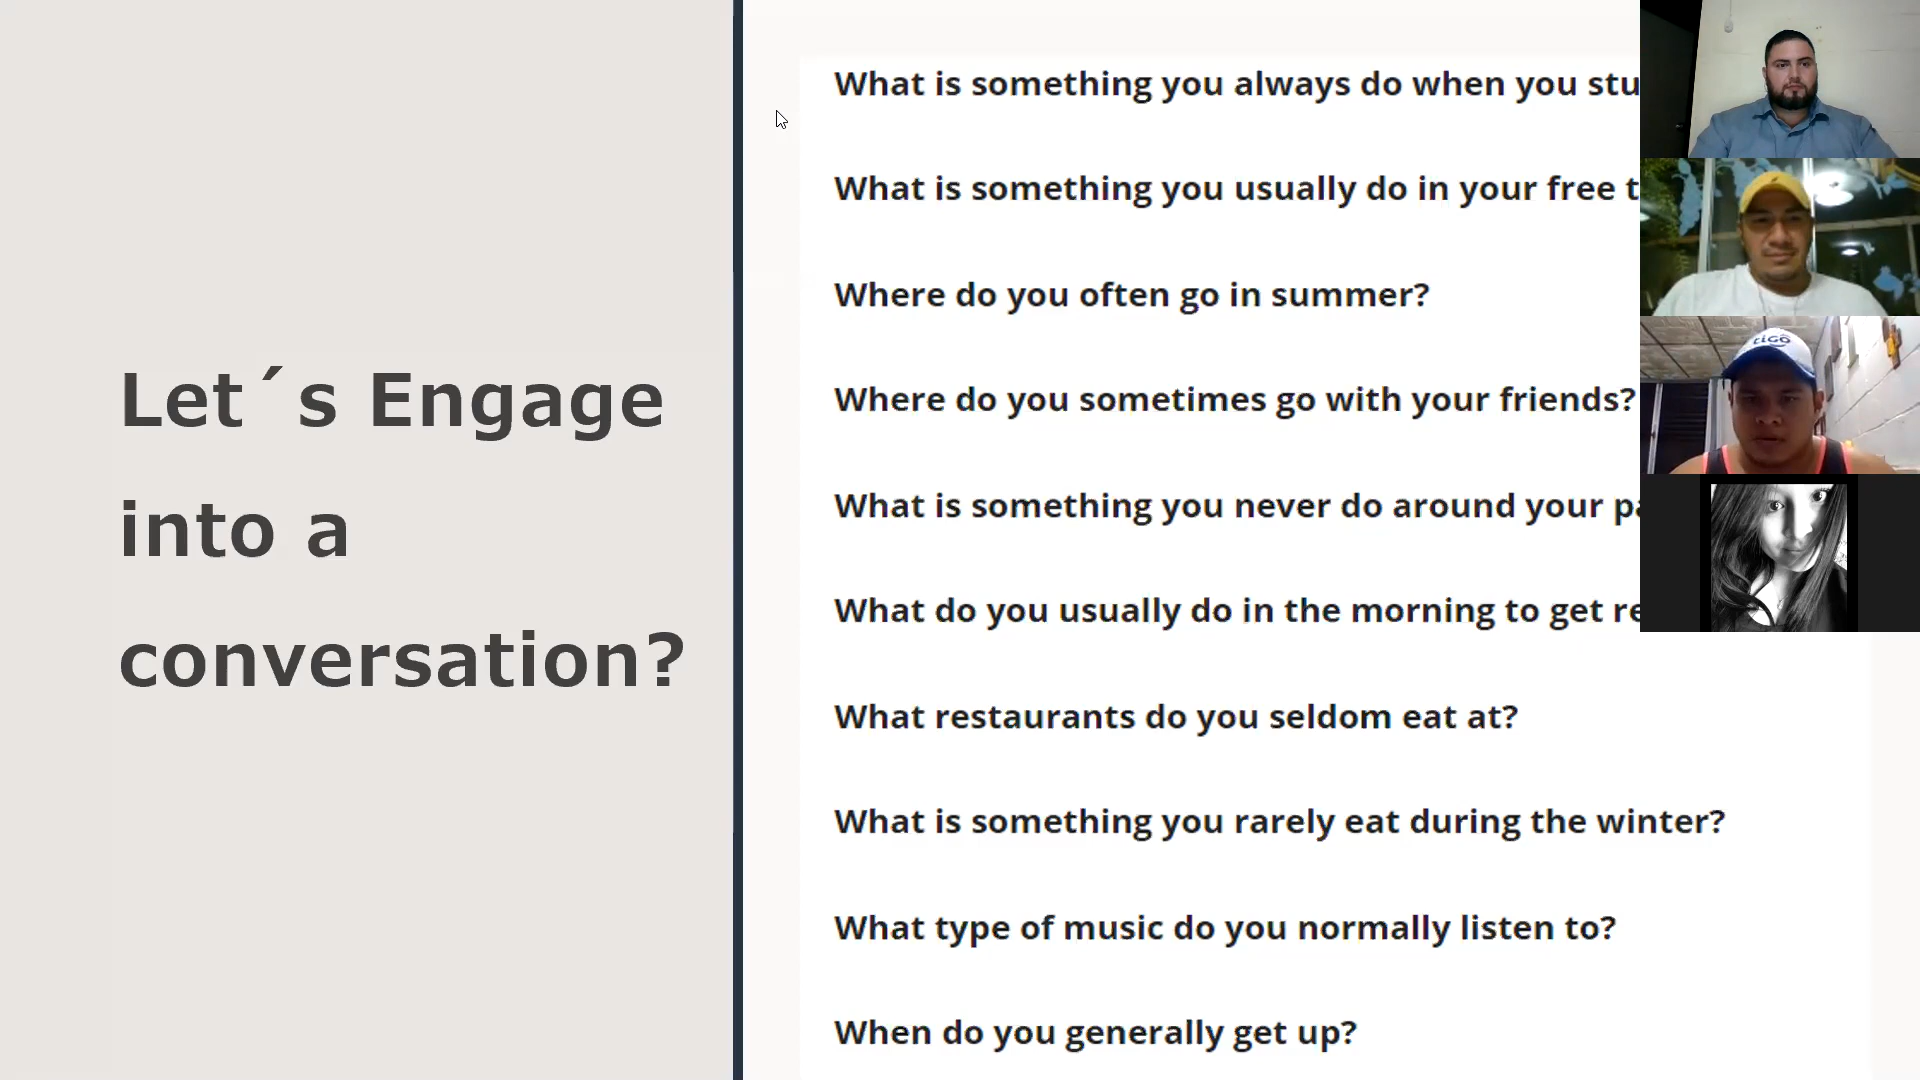 Let´s Engage
into a
conversation?
What is something you always do when you stu
What is something you usually do in your free t
Where do you often go in summer?
Where do you sometimes go with your friends?
What is something you never do around your pa
What do you usually do in the morning to get re
What restaurants do you seldom eat at?
What is something you rarely eat during the winter?
What type of music do you normally listen to?
When do you generally get up?
tigo